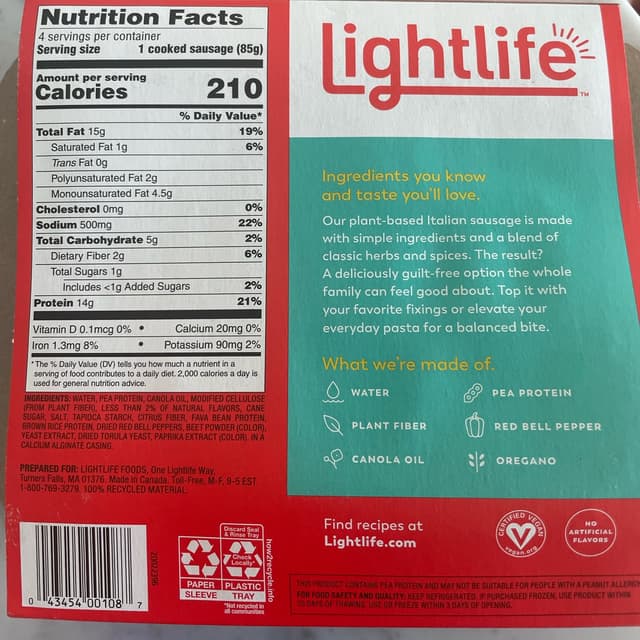 Nutrition Facts
4 servings per container
Serving size 1 cooked sausage (85g)
Amount per serving
Calories 210
% Daily Value*
Total Fat 15g 19%
Saturated Fat 1g 6%
Trans Fat 0g
Polyunsaturated Fat 2g
Monounsaturated Fat 4.5g
Cholesterol 0mg 0%
Sodium 500mg 22%
Total Carbohydrate 5g 2%
Dietary Fiber 2g 6%
Total Sugars 1g
Includes <1g Added Sugars 2%
Protein 14g 21%
Vitamin D 0.1mcg 0% • Calcium 20mg 0%
Iron 1.3mg 8% • Potassium 90mg 2%
*The % Daily Value (DV) tells you how much a nutrient in a
serving of food contributes to a daily diet. 2,000 calories a day is
used for general nutrition advice.
INGREDIENTS: WATER, PEA PROTEIN, CANOLA OIL, MODIFIED CELLULOSE
(FROM PLANT FIBER), LESS THAN 2% OF NATURAL FLAVORS, CANE
SUGAR, SALT, TAPIOCA STARCH, CITRUS FIBER, FAVA BEAN PROTEIN,
BROWN RICE PROTEIN, DRIED RED BELL PEPPERS, BEET POWDER (COLOR),
YEAST EXTRACT, DRIED TORULA YEAST, PAPRIKA EXTRACT (COLOR). IN A
CALCIUM ALGINATE CASING.
PREPARED FOR: LIGHTLIFE FOODS, One Lightlife Way,
Turners Falls, MA 01376. Made in Canada. Toll-Free, M-F, 9-5 EST
1-800-769-3279. 100% RECYCLED MATERIAL.
0 43454 00108 7
Discard Seal
& Rinse Tray
Check
Locally*
PAPER
SLEEVE
PLASTIC
TRAY
*Not recycled in
all communities
how2recycle.info
Lightlife™
Ingredients you know
and taste you'll love.
Our plant-based Italian sausage is made
with simple ingredients and a blend of
classic herbs and spices. The result?
A deliciously guilt-free option the whole
family can feel good about. Top it with
your favorite fixings or elevate your
everyday pasta for a balanced bite.
What we're made of.
WATER
PEA PROTEIN
PLANT FIBER
RED BELL PEPPER
CANOLA OIL
OREGANO
Find recipes at
Lightlife.com
CERTIFIED VEGAN
vegan.org
NO
ARTIFICIAL
FLAVORS
THIS PRODUCT CONTAINS PEA PROTEIN AND MAY NOT BE SUITABLE FOR PEOPLE WITH A PEANUT ALLERGY
FOR FOOD SAFETY AND QUALITY: KEEP REFRIGERATED. IF PURCHASED FROZEN, USE PRODUCT WITHIN
10 DAYS OF THAWING. USE OR FREEZE WITHIN 3 DAYS OF OPENING.